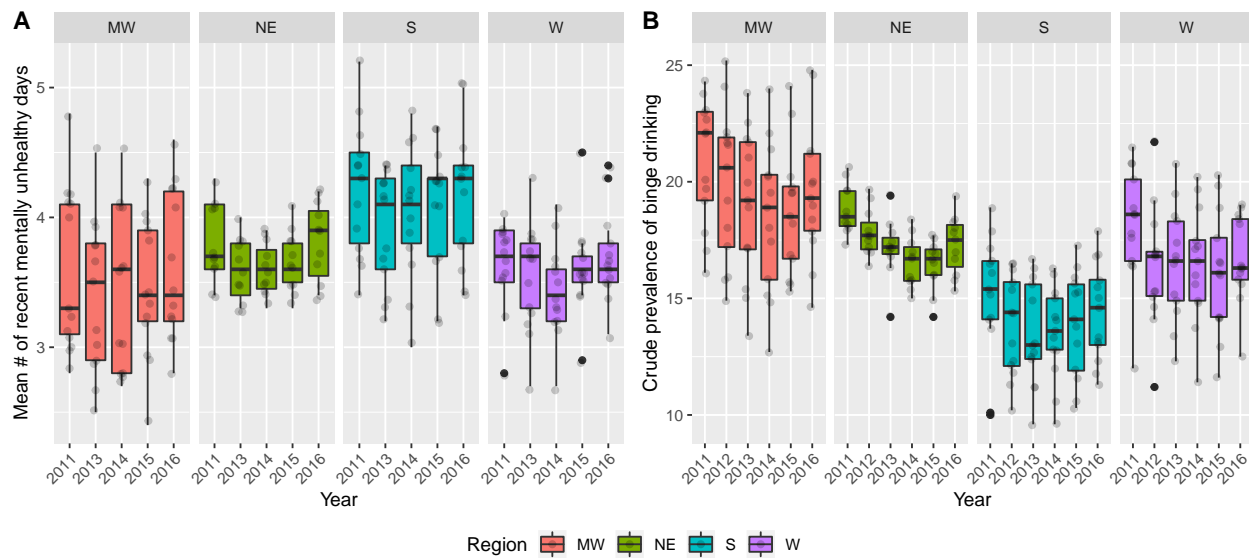 A
MW NE S W
Mean # of recent mentally unhealthy days
5
4
3
2011 2013 2014 2015 2016 2011 2013 2014 2015 2016 2011 2013 2014 2015 2016 2011 2013 2014 2015 2016
Year
B
MW NE S W
Crude prevalence of binge drinking
25
20
15
10
2011 2012 2013 2014 2015 2016 2011 2012 2013 2014 2015 2016 2011 2012 2013 2014 2015 2016 2011 2012 2013 2014 2015 2016
Year
Region MW NE S W